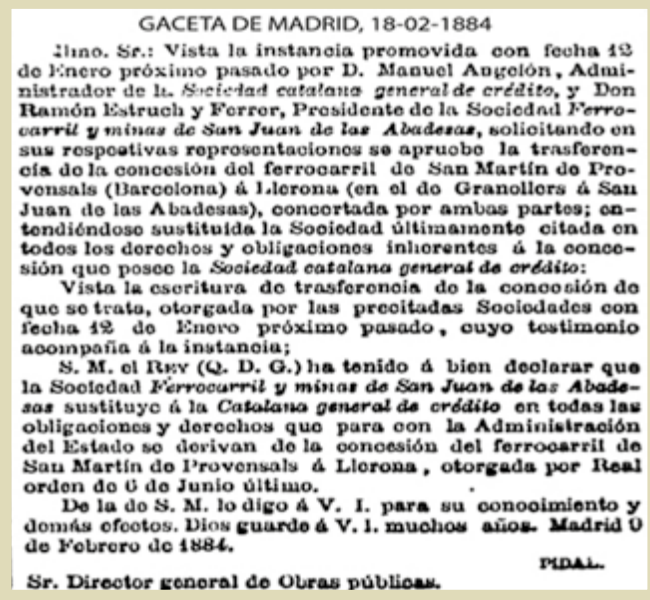 GACETA DE MADRID, 18-02-1884
Ilmo. Sr.: Vista la instancia promovida con fecha 12
de Enero próximo pasado por D. Manuel Angelón, Admi-
nistrador de la Sociedad catalana general de crédito, y Don
Ramón Estruch y Ferrer, Presidente de la Sociedad Ferro-
carril y minas de San Juan de las Abadesas, solicitando en
sus respectivas representaciones se apruebe la trasferen-
cia de la concesión del ferrocarril de San Martín de Pro-
vensals (Barcelona) á Llerona (en el de Granollers á San
Juan de las Abadesas), concertada por ambas partes; en-
tendiéndose sustituida la Sociedad últimamente citada en
todos los derechos y obligaciones inherentes á la conce-
sión que posee la Sociedad catalana general de crédito:
Vista la escritura de trasferencia de la concesión de
que se trata, otorgada por las precitadas Sociedades con
fecha 12 de Enero próximo pasado, cuyo testimonio
acompaña á la instancia;
S. M. el REY (Q. D. G.) ha tenido á bien declarar que
la Sociedad Ferrocarril y minas de San Juan de las Abade-
sas sustituye á la Catalana general de crédito en todas las
obligaciones y derechos que para con la Administración
del Estado se derivan de la concesión del ferrocarril de
San Martín de Provensals á Llerona, otorgada por Real
orden de 6 de Junio último.
De la de S. M. lo digo á V. I. para su conocimiento y
demás efectos. Dios guarde á V. I. muchos años. Madrid 9
de Febrero de 1884.
PIDAL.
Sr. Director general de Obras públicas.